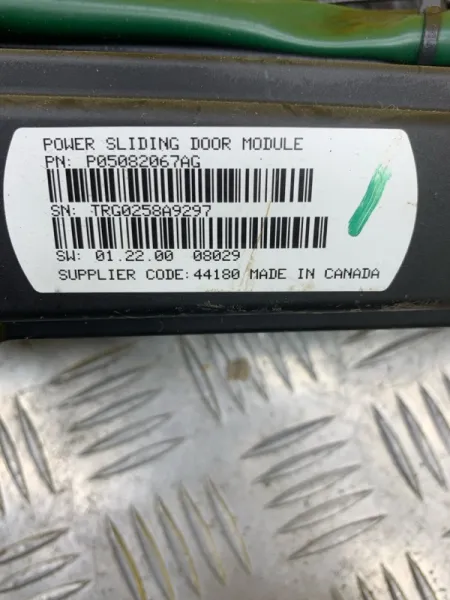 POWER SLIDING DOOR MODULE
PN: P05082067AG
SN: TRG0258A9297
SW: 01.22.00 08029
SUPPLIER CODE:44180 MADE IN CANADA